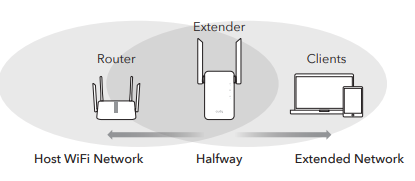 Extender
Router
Clients
Host WiFi Network
Halfway
Extended Network